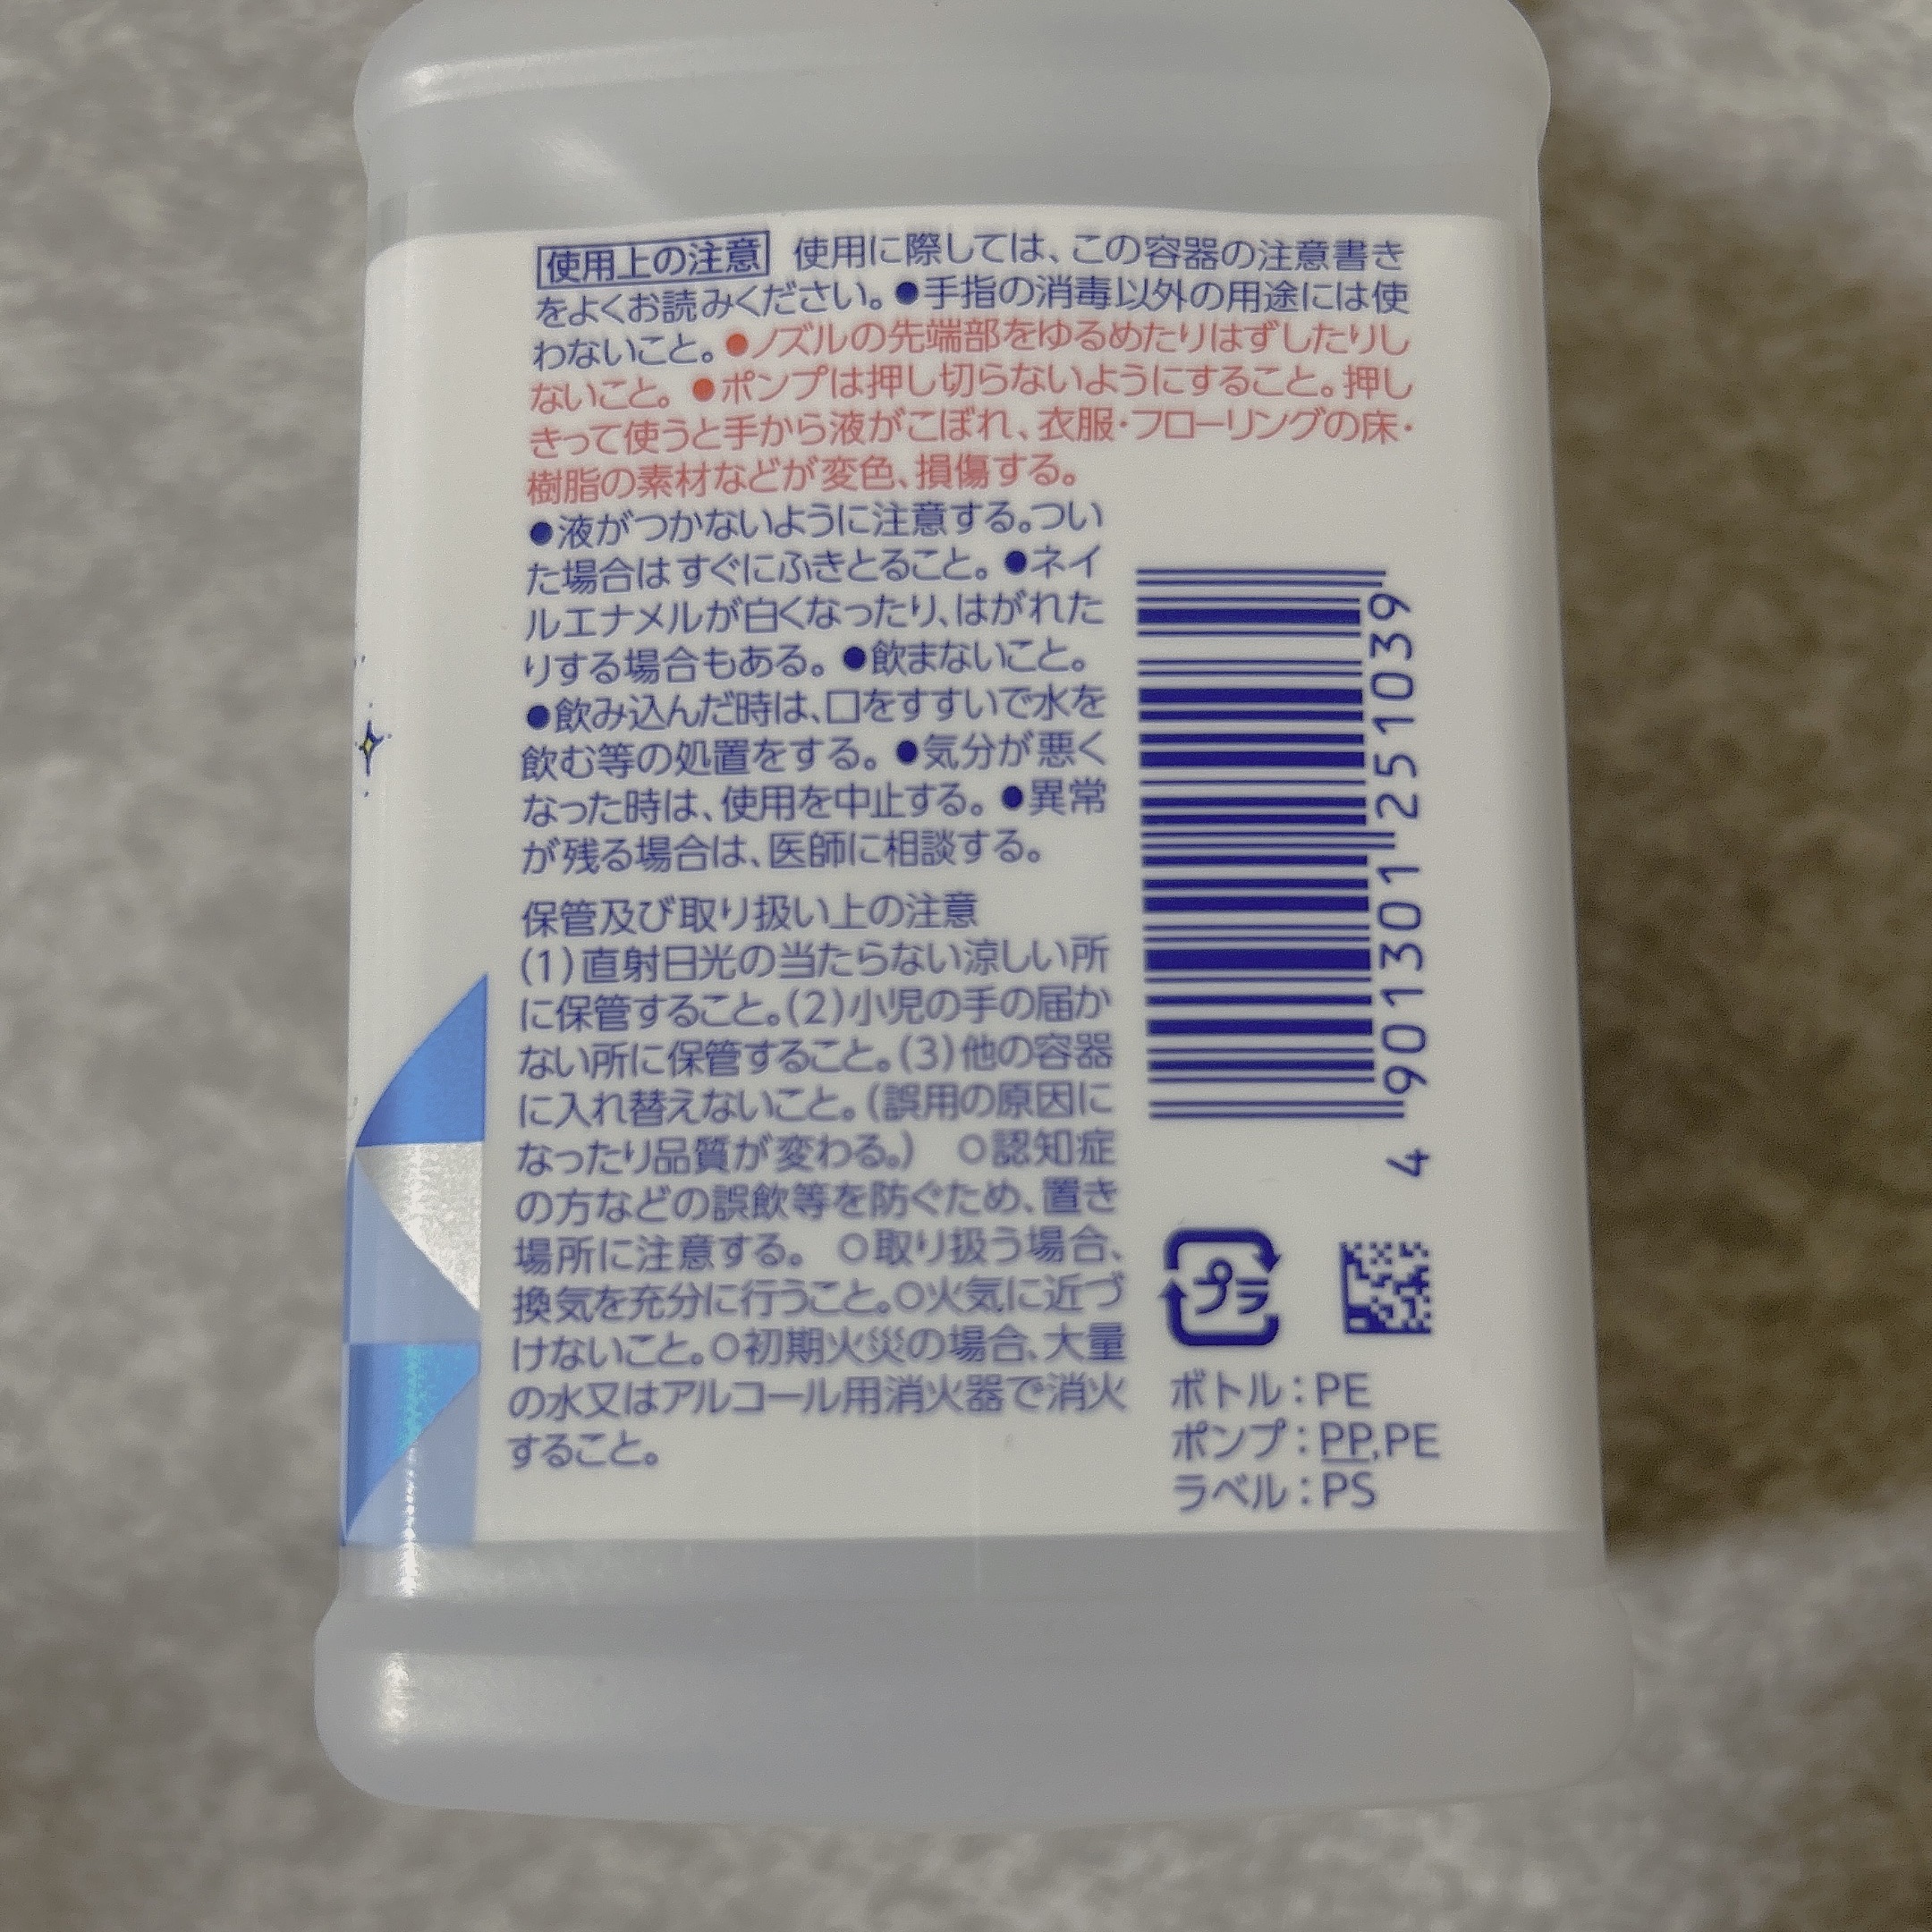 使用上の注意 使用に際しては、この容器の注意書き
をよくお読みください。●手指の消毒以外の用途には使
わないこと。●ノズルの先端部をゆるめたりはずしたりし
ないこと。●ポンプは押し切らないようにすること。押し
きって使うと手から液がこぼれ、衣服・フローリングの床・
樹脂の素材などが変色、損傷する。
●液がつかないように注意する。つい
た場合はすぐにふきとること。●ネイ
ルエナメルが白くなったり、はがれた
りする場合もある。●飲まないこと。
●飲み込んだ時は、口をすすいで水を
飲む等の処置をする。●気分が悪く
なった時は、使用を中止する。●異常
が残る場合は、医師に相談する。
保管及び取り扱い上の注意
(1)直射日光の当たらない涼しい所
に保管すること。(2)小児の手の届か
ない所に保管すること。(3)他の容器
に入れ替えないこと。(誤用の原因に
なったり品質が変わる。) ○認知症
の方などの誤飲等を防ぐため、置き
場所に注意する。 ○取り扱う場合、
換気を充分に行うこと。○火気に近づ
けないこと。○初期火災の場合、大量
の水又はアルコール用消火器で消火
すること。
4 901301 251039
プラ
ボトル：PE
ポンプ：PP,PE
ラベル：PS